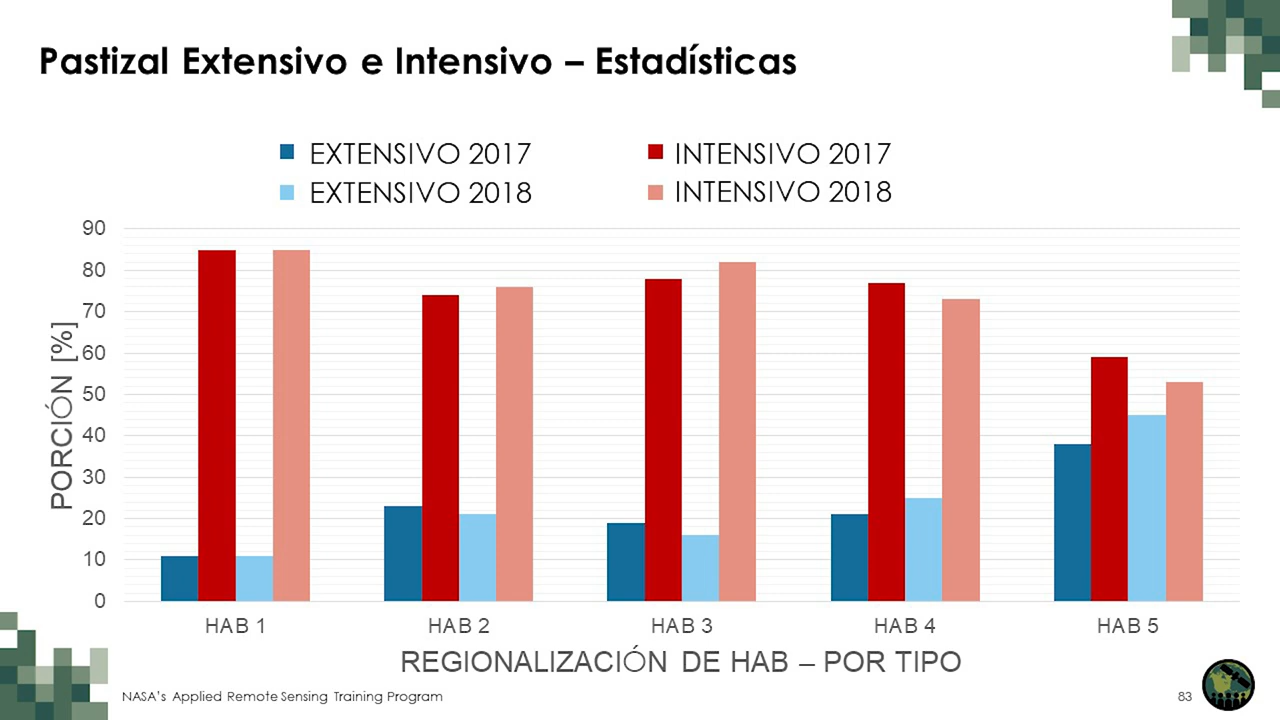 Pastizal Extensivo e Intensivo – Estadísticas
EXTENSIVO 2017
INTENSIVO 2017
EXTENSIVO 2018
INTENSIVO 2018
PORCIÓN [%]
90
80
70
60
50
40
30
20
10
0
HAB 1
HAB 2
HAB 3
HAB 4
HAB 5
REGIONALIZACIÓN DE HAB – POR TIPO
NASA's Applied Remote Sensing Training Program
83